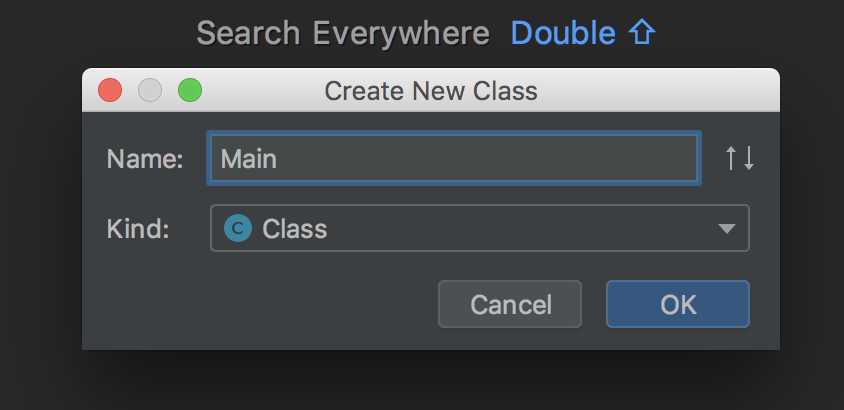 Search Everywhere Double ⇧
Create New Class
Name: Main
Kind: C Class
Cancel OK